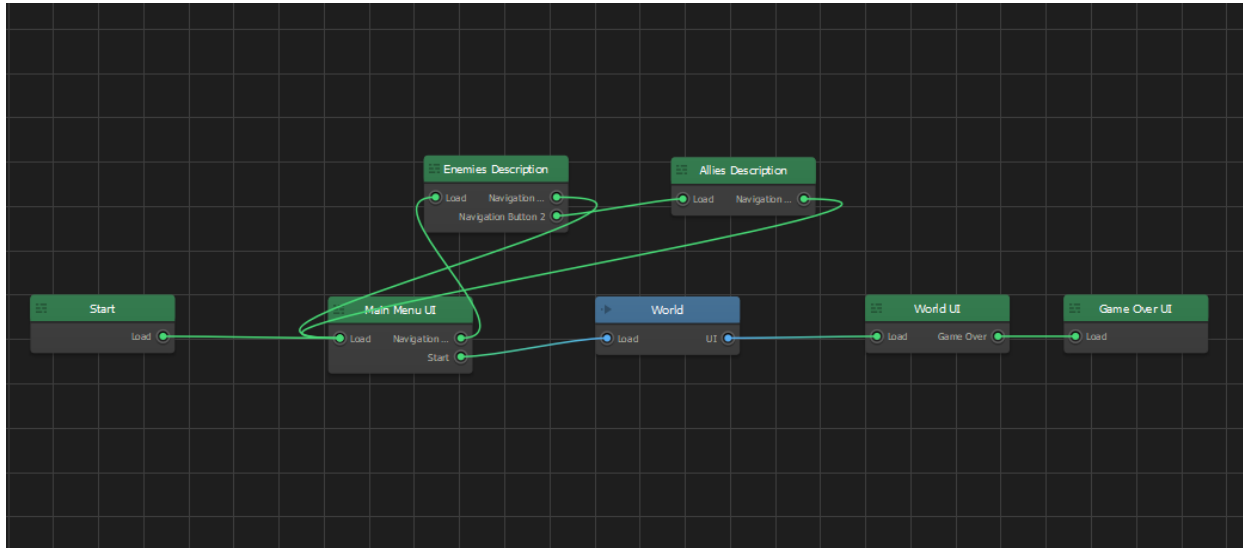 Enemies Description
Load Navigation ...
Navigation Button 2
Allies Description
Load Navigation ...
Start
Load
Main Menu UI
Load Navigation ...
Start
World
Load UI
World UI
Load Game Over
Game Over UI
Load